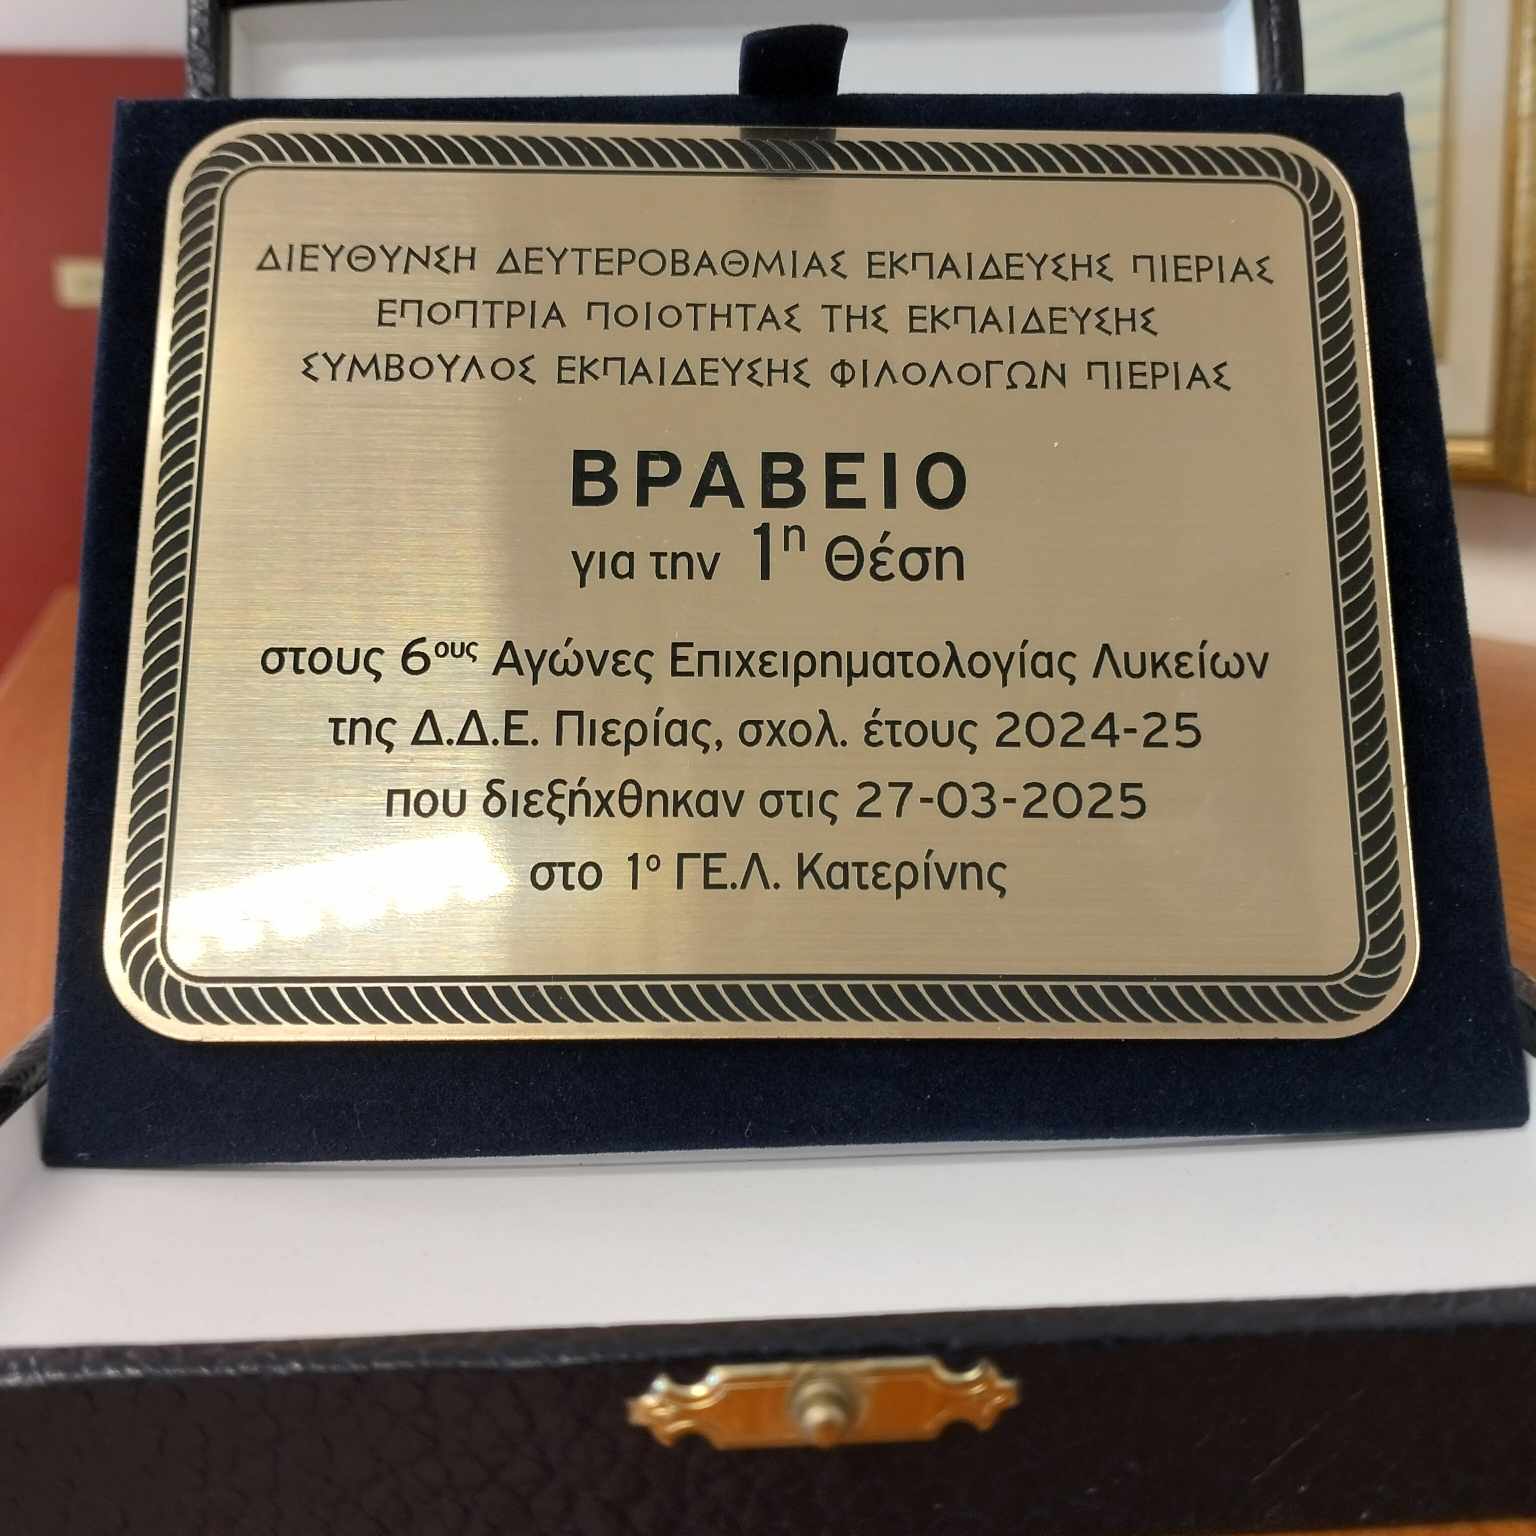 ΔΙΕΥΘΥΝΣΗ ΔΕΥΤΕΡΟΒΑΘΜΙΑΣ ΕΚΠΑΙΔΕΥΣΗΣ ΠΙΕΡΙΑΣ
ΕΠΟΠΤΡΙΑ ΠΟΙΟΤΗΤΑΣ ΤΗΣ ΕΚΠΑΙΔΕΥΣΗΣ
ΣΥΜΒΟΥΛΟΣ ΕΚΠΑΙΔΕΥΣΗΣ ΦΙΛΟΛΟΓΩΝ ΠΙΕΡΙΑΣ
ΒΡΑΒΕΙΟ
για την 1η Θέση
στους 6ους Αγώνες Επιχειρηματολογίας Λυκείων
της Δ.Δ.Ε. Πιερίας, σχολ. έτους 2024-25
που διεξήχθηκαν στις 27-03-2025
στο 1ο ΓΕ.Λ. Κατερίνης